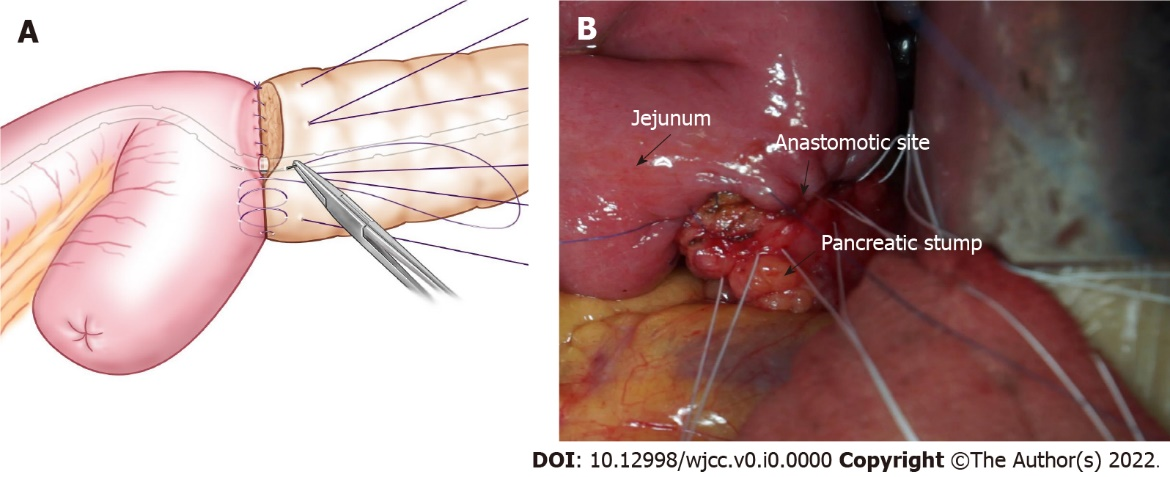 A
B
Jejunum
Anastomotic site
Pancreatic stump
DOI: 10.12998/wjcc.v0.i0.0000 Copyright ©The Author(s) 2022.